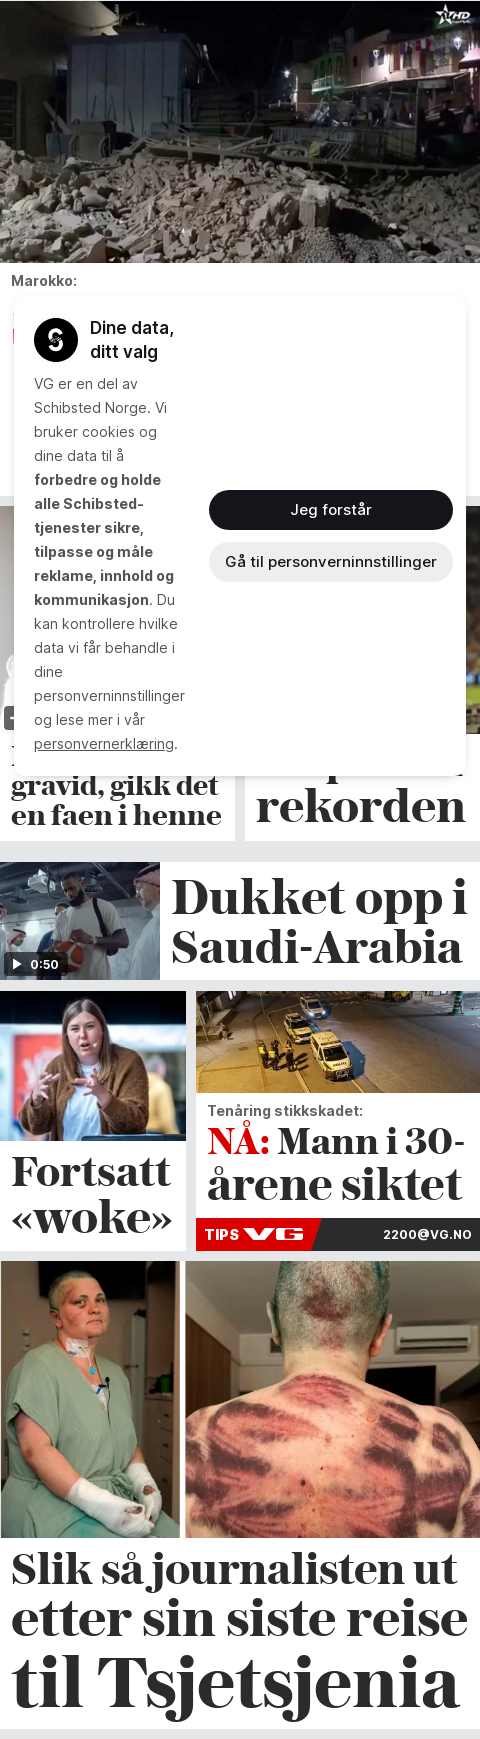 HD
Marokko:
Dine data,
ditt valg
VG er en del av
Schibsted Norge. Vi
bruker cookies og
dine data til å
forbedre og holde
alle Schibsted-
tjenester sikre,
tilpasse og måle
reklame, innhold og
kommunikasjon. Du
kan kontrollere hvilke
data vi får behandle i
dine
personverninnstillinger
og lese mer i vår
personvernerklæring.
Jeg forstår
Gå til personverninnstillinger
gravid, gikk det
en faen i henne
rekorden
Dukket opp i
Saudi-Arabia
0:50
Fortsatt
«woke»
Tenåring stikkskadet:
NÅ: Mann i 30-
årene siktet
TIPS VG 2200@VG.NO
Slik så journalisten ut
etter sin siste reise
til Tsjetsjenia